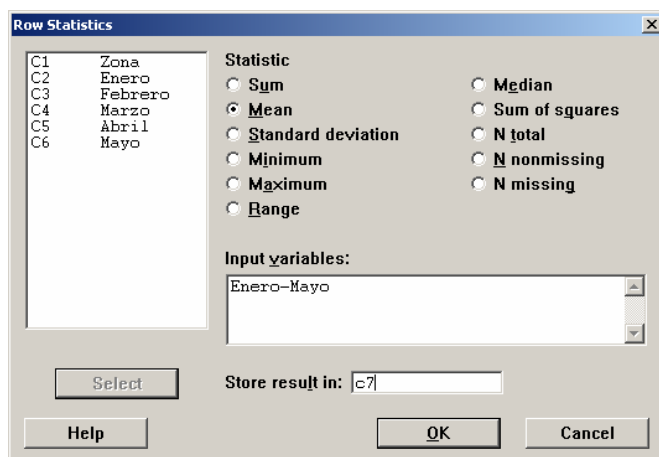 Row Statistics
C1 Zona
C2 Enero
C3 Febrero
C4 Marzo
C5 Abril
C6 Mayo
Statistic
Sum
Mean
Standard deviation
Minimum
Maximum
Range
Median
Sum of squares
N total
N nonmissing
N missing
Input variables:
Enero-Mayo
Select
Store result in: c7
Help
OK
Cancel